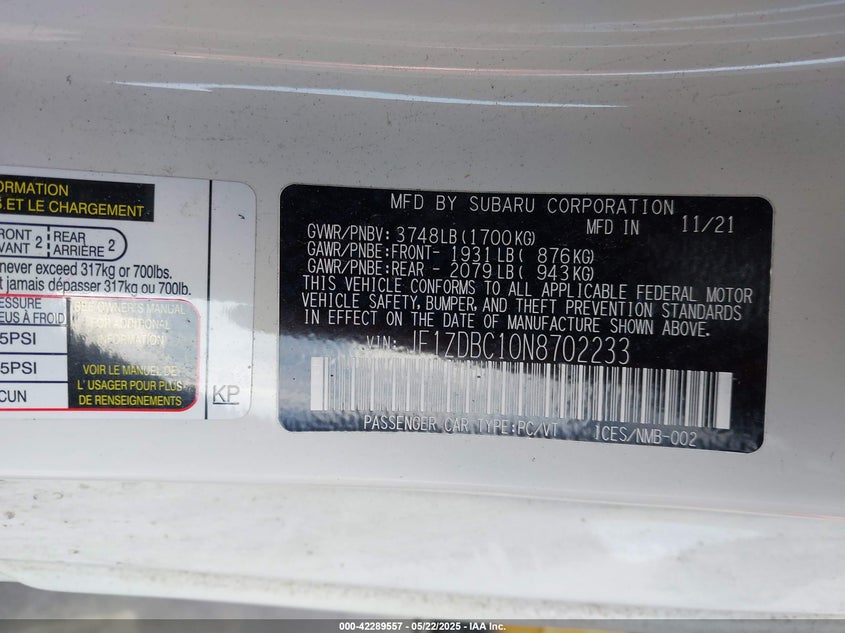 ORMATION
S ET LE CHARGEMENT
FRONT 2 REAR 2
VANT ARRIÈRE
never exceed 317kg or 700lbs.
t jamais dépasser 317kg ou 700lb.
ESSURE
EUS À FROID
5PSI
5PSI
CUN
SEE OWNER'S MANUAL
FOR ADDITIONAL
INFORMATION
VOIR LE MANUEL DE
L' USAGER POUR PLUS
DE RENSEIGNEMENTS
KP
MFD BY SUBARU CORPORATION
MFD IN 11/21
GVWR/PNBV: 3748LB(1700KG)
GAWR/PNBE:FRONT- 1931LB( 876KG)
GAWR/PNBE:REAR - 2079LB( 943KG)
THIS VEHICLE CONFORMS TO ALL APPLICABLE FEDERAL MOTOR
VEHICLE SAFETY, BUMPER, AND THEFT PREVENTION STANDARDS
IN EFFECT ON THE DATE OF MANUFACTURE SHOWN ABOVE.
VIN: JF1ZDBC10N8702233
PASSENGER CAR TYPE:PC/VT ICES/NMB-002
000-42289557 - 05/22/2025 - IAA Inc.